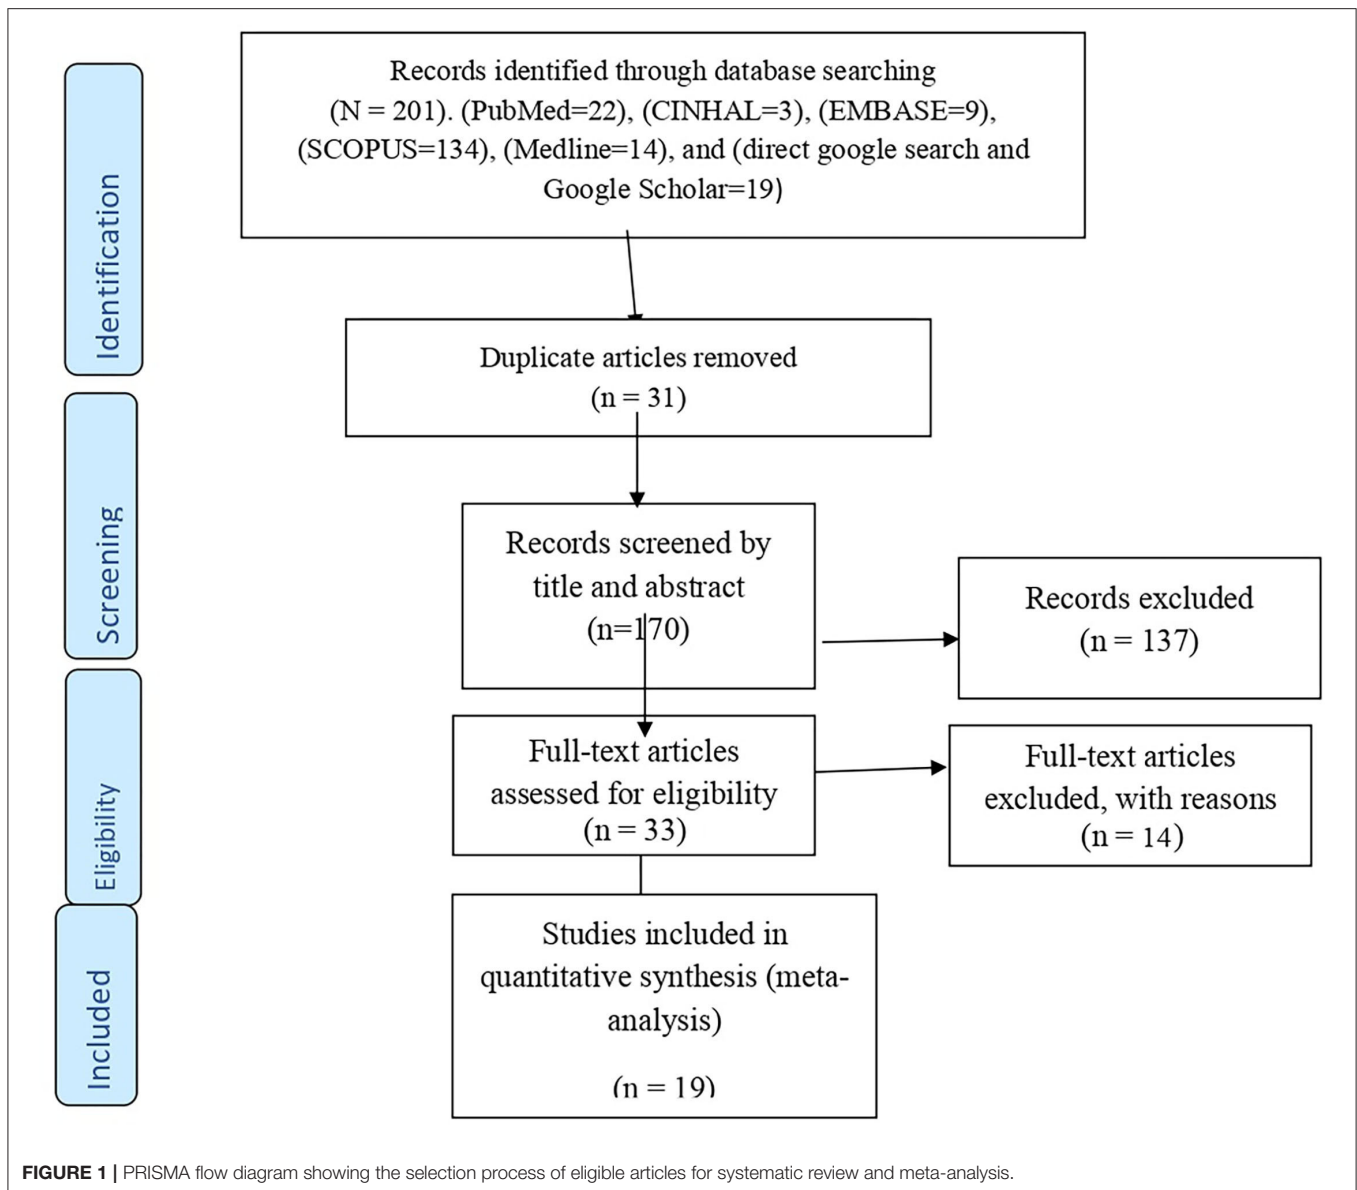 Identification
Records identified through database searching
(N = 201). (PubMed=22), (CINHAL=3), (EMBASE=9),
(SCOPUS=134), (Medline=14), and (direct google search and
Google Scholar=19)
Duplicate articles removed
(n = 31)
Screening
Records screened by
title and abstract
(n=170)
Records excluded
(n = 137)
Eligibility
Full-text articles
assessed for eligibility
(n = 33)
Full-text articles
excluded, with reasons
(n = 14)
Included
Studies included in
quantitative synthesis (meta-
analysis)
(n = 19)
FIGURE 1 | PRISMA flow diagram showing the selection process of eligible articles for systematic review and meta-analysis.